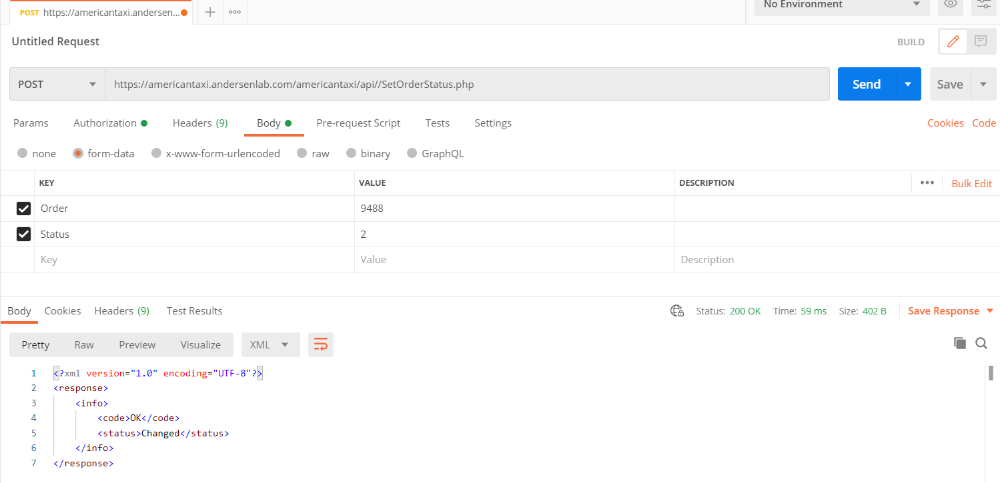 POST https://americantaxi.andersen...
No Environment
Untitled Request
BUILD
POST https://americantaxi.andersenlab.com/americantaxi/api//SetOrderStatus.php Send Save
Params Authorization Headers (9) Body Pre-request Script Tests Settings Cookies Code
none form-data x-www-form-urlencoded raw binary GraphQL
KEY VALUE DESCRIPTION Bulk Edit
Order 9488
Status 2
Key Value Description
Body Cookies Headers (9) Test Results Status: 200 OK Time: 59 ms Size: 402 B Save Response
Pretty Raw Preview Visualize XML
1 <?xml version="1.0" encoding="UTF-8"?>
2 <response>
3 <info>
4 <code>OK</code>
5 <status>Changed</status>
6 </info>
7 </response>